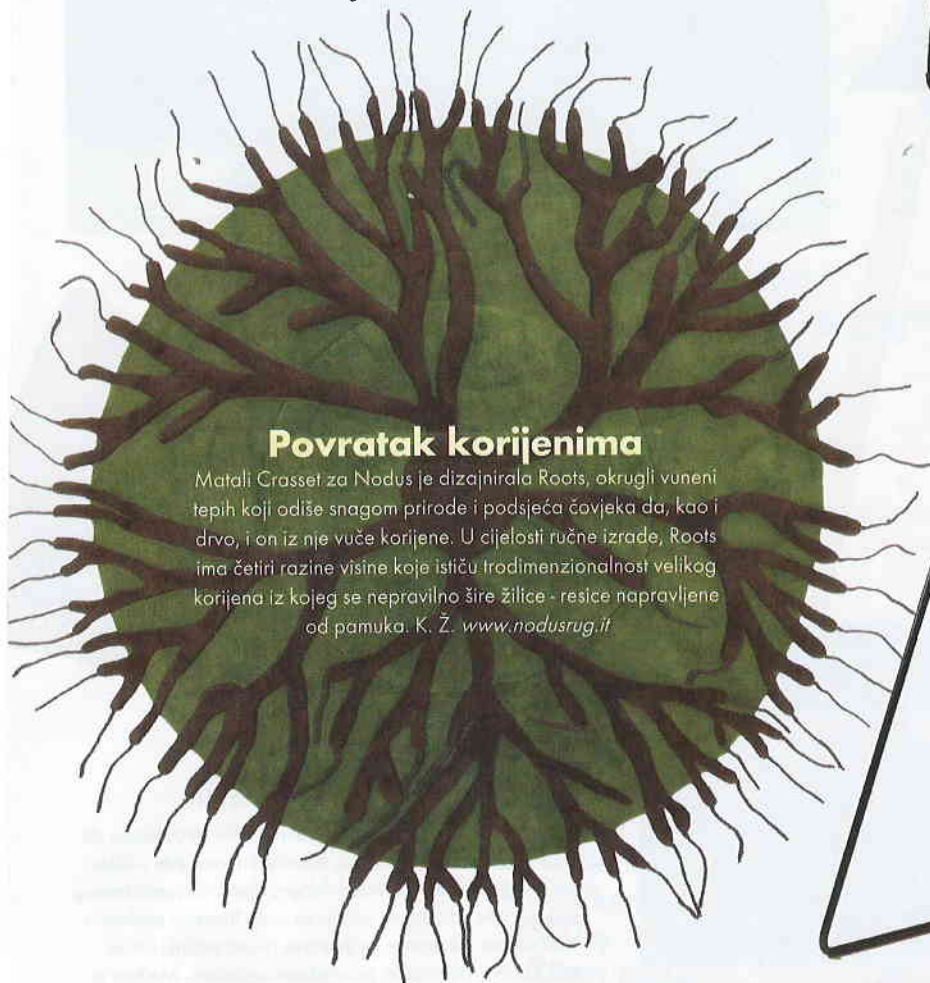 Povratak korijenima
Matali Crasset za Nodus je dizajnirala Roots, okrugli vuneni
tepih koji odiše snagom prirode i podsjeća čovjeka da, kao i
drvo, i on iz nje vuče korijene. U cijelosti ručne izrade, Roots
ima četiri razine visine koje ističu trodimenzionalnost velikog
korijena iz kojeg se nepravilno šire žilice - resice napravljene
od pamuka. K. Ž. www.nodusrug.it